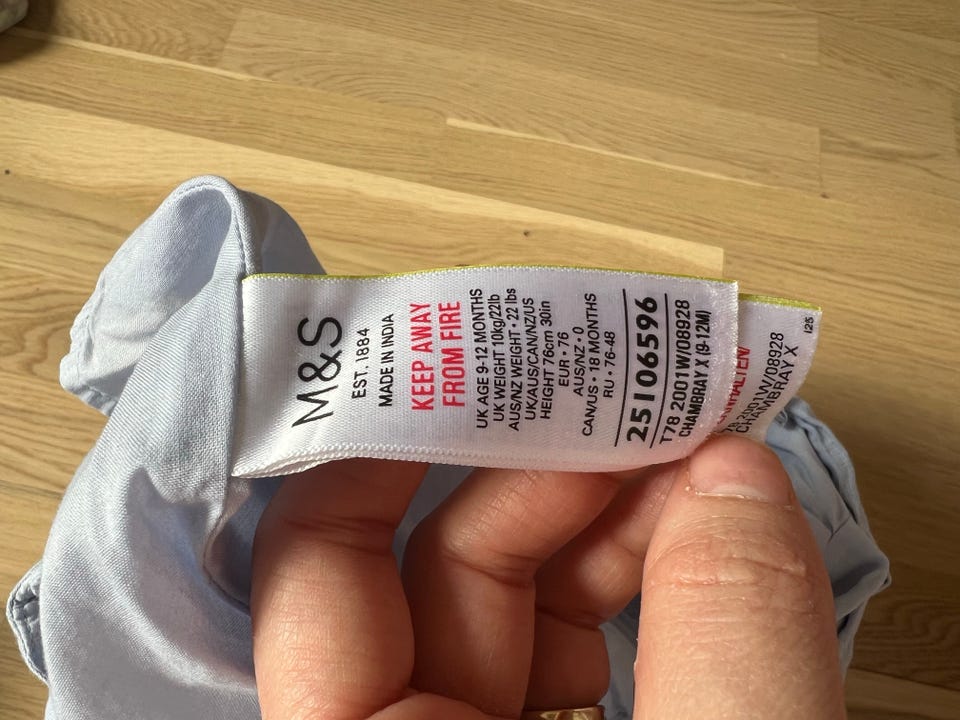 M&S
EST. 1884
MADE IN INDIA
KEEP AWAY
FROM FIRE
UK AGE 9-12 MONTHS
UK WEIGHT 10kg/22lb
AUS/NZ WEIGHT • 22 lbs
UK/AUS/CAN/NZ/US
HEIGHT 76cm 30in
EUR • 76
AUS/NZ • 0
CAN/US • 18 MONTHS
RU • 76-48
25106596
T78 2001W/08928
CHAMBRAY X (9-12M)
2001W/08928
CHAMBRAY X
125